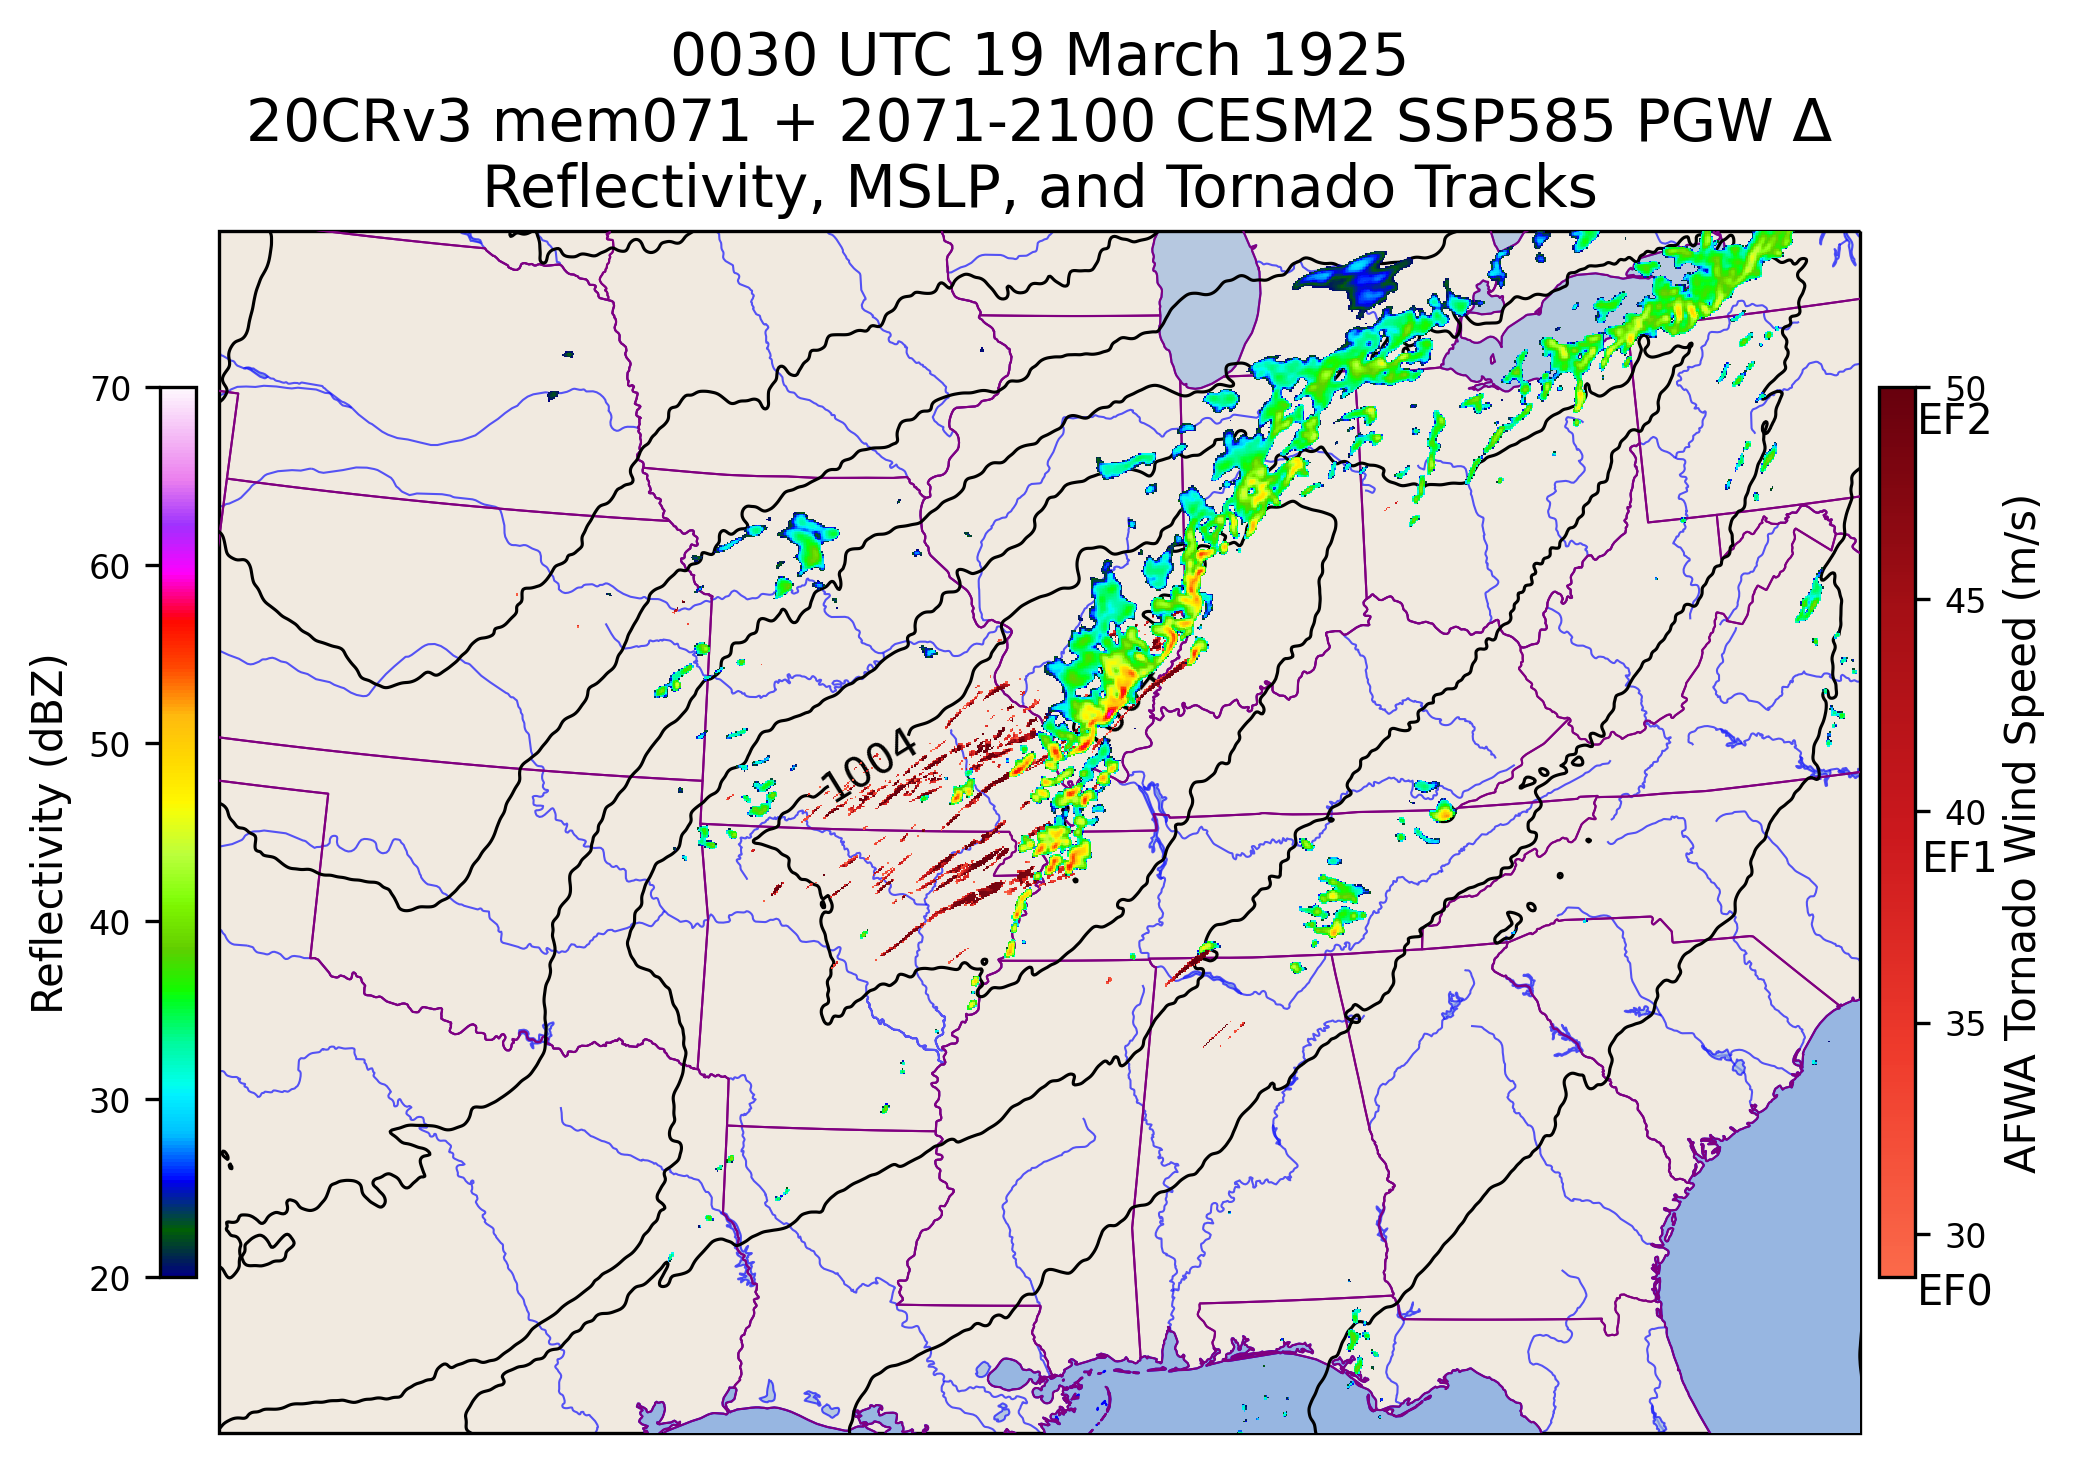 0030 UTC 19 March 1925
20CRv3 mem071 + 2071-2100 CESM2 SSP585 PGW Δ
Reflectivity, MSLP, and Tornado Tracks
70
60
50
40
30
20
Reflectivity (dBZ)
1004
50
EF2
45
40
EF1
35
30
EF0
AFWA Tornado Wind Speed (m/s)